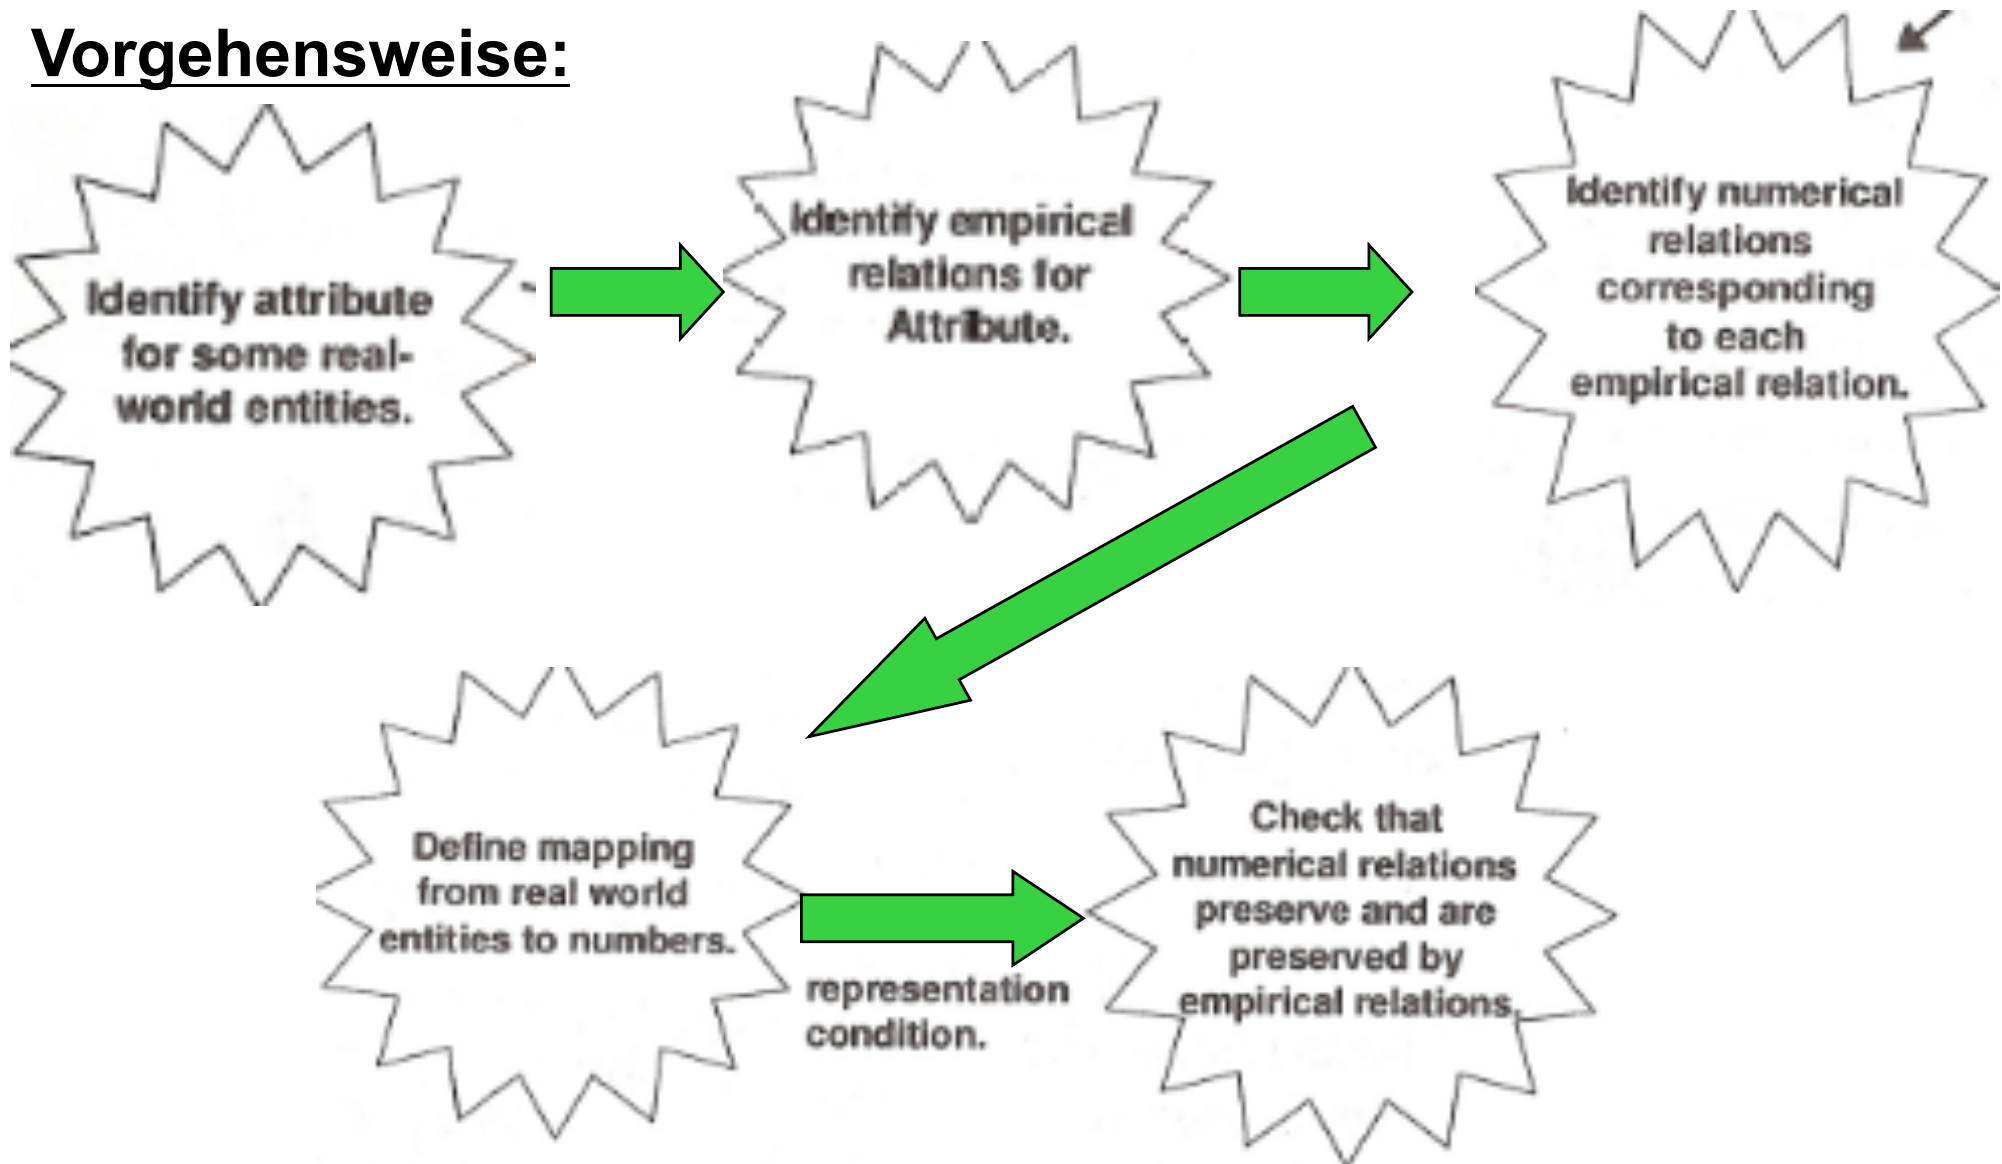 Vorgehensweise:
Identify attribute
for some real-
world entities.
Identify empirical
relations for
Attribute.
Identify numerical
relations
corresponding
to each
empirical relation.
Define mapping
from real world
entities to numbers.
representation
condition.
Check that
numerical relations
preserve and are
preserved by
empirical relations.